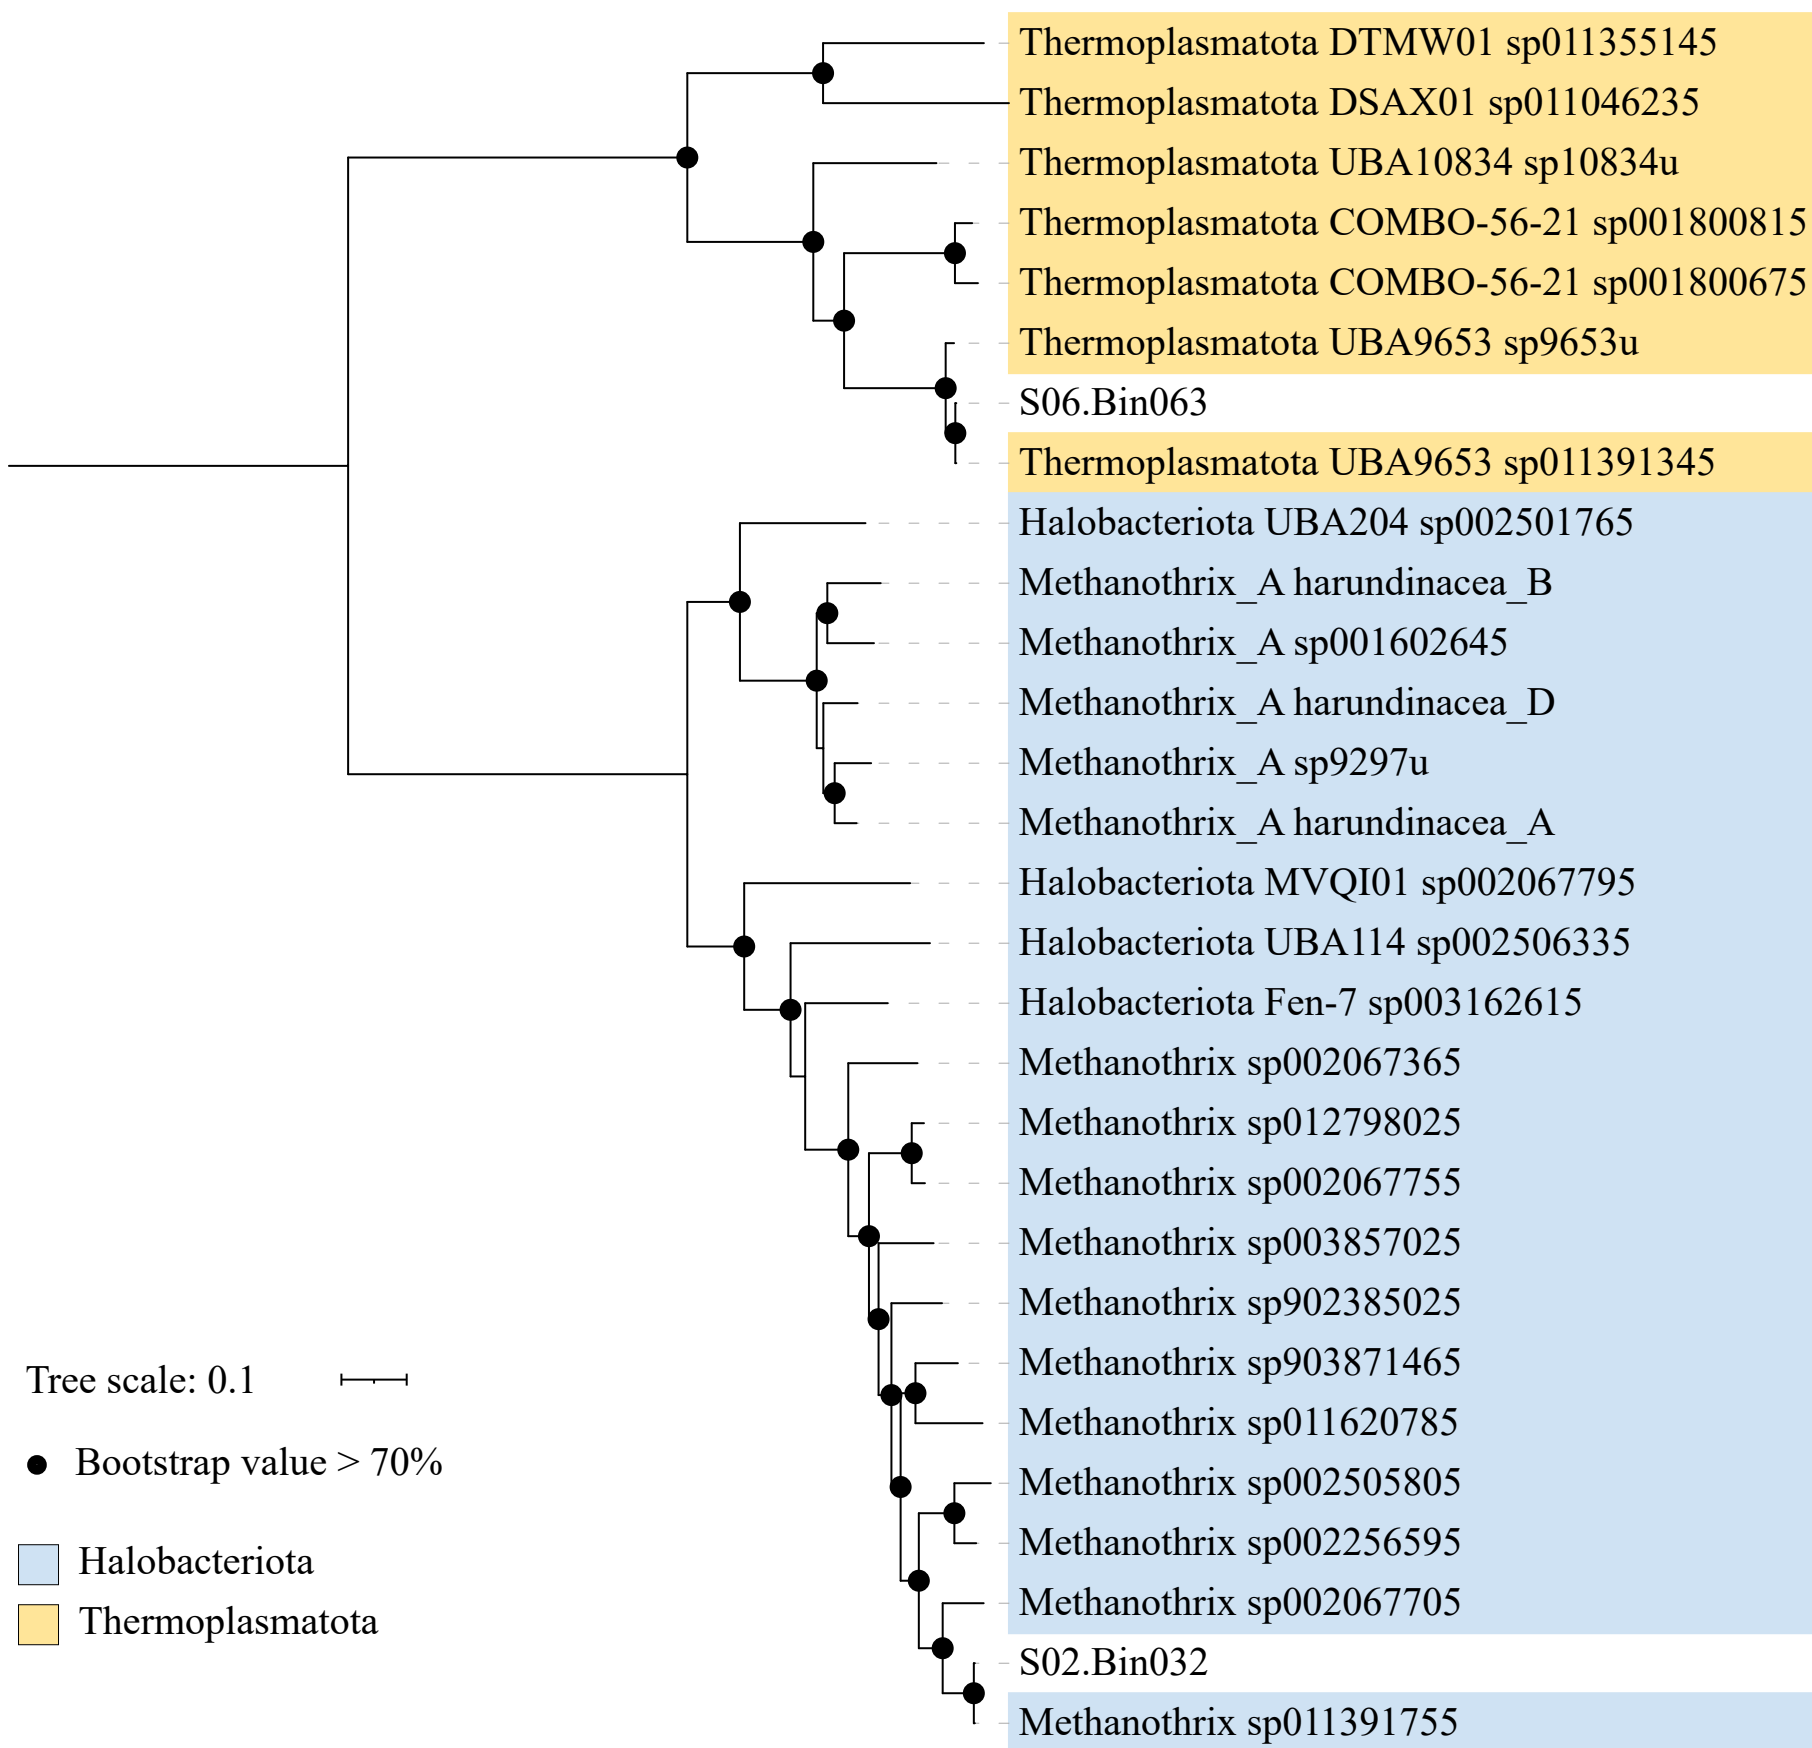 Thermoplasmatota DTMW01 sp011355145
Thermoplasmatota DSAX01 sp011046235
Thermoplasmatota UBA10834 sp10834u
Thermoplasmatota COMBO-56-21 sp001800815
Thermoplasmatota COMBO-56-21 sp001800675
Thermoplasmatota UBA9653 sp9653u
S06.Bin063
Thermoplasmatota UBA9653 sp011391345
Halobacteriota UBA204 sp002501765
Methanothrix_A harundinacea_B
Methanothrix_A sp001602645
Methanothrix_A harundinacea_D
Methanothrix_A sp9297u
Methanothrix_A harundinacea_A
Halobacteriota MVQI01 sp002067795
Halobacteriota UBA114 sp002506335
Halobacteriota Fen-7 sp003162615
Methanothrix sp002067365
Methanothrix sp012798025
Methanothrix sp002067755
Methanothrix sp003857025
Methanothrix sp902385025
Methanothrix sp903871465
Methanothrix sp011620785
Methanothrix sp002505805
Methanothrix sp002256595
Methanothrix sp002067705
S02.Bin032
Methanothrix sp011391755
Tree scale: 0.1
Bootstrap value > 70%
Halobacteriota
Thermoplasmatota